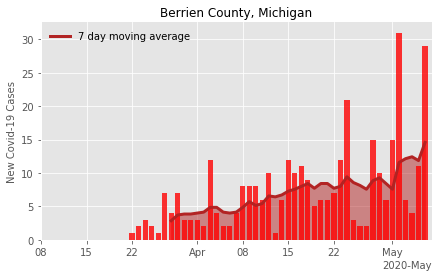 Berrien County, Michigan
7 day moving average
New Covid-19 Cases
30
25
20
15
10
5
0
08 15 22 Apr 08 15 22 May
2020-May